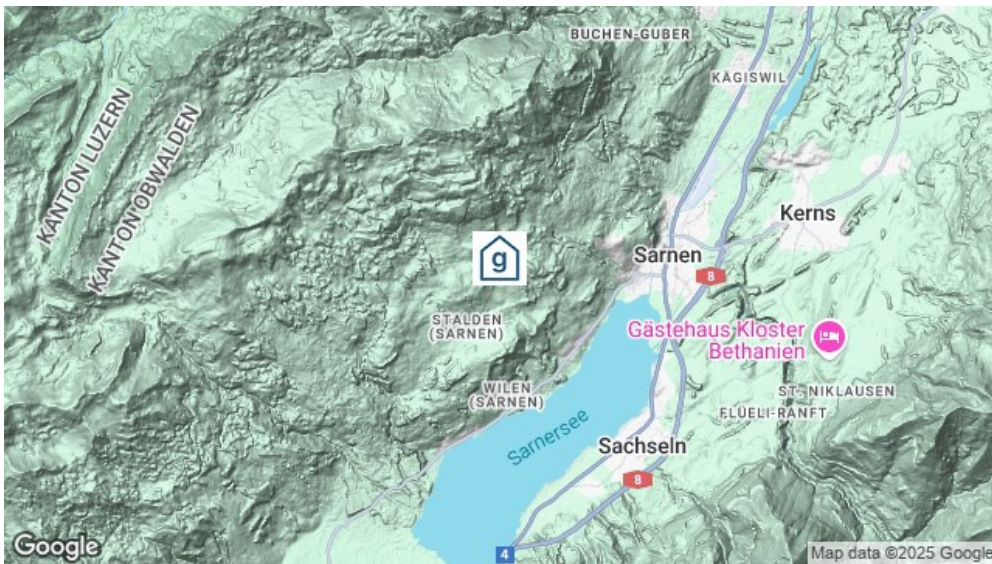 BUCHEN-GUBER
KÄGISWIL
KANTON LUZERN
KANTON OBWALDEN
Kerns
g
Sarnen
8
STALDEN
(SARNEN)
Gästehaus Kloster
Bethanien
WILEN
(SARNEN)
ST. NIKLAUSEN
FLÜELI-RANFT
Sarnersee
Sachseln
8
4
Google
Map data ©2025 Google